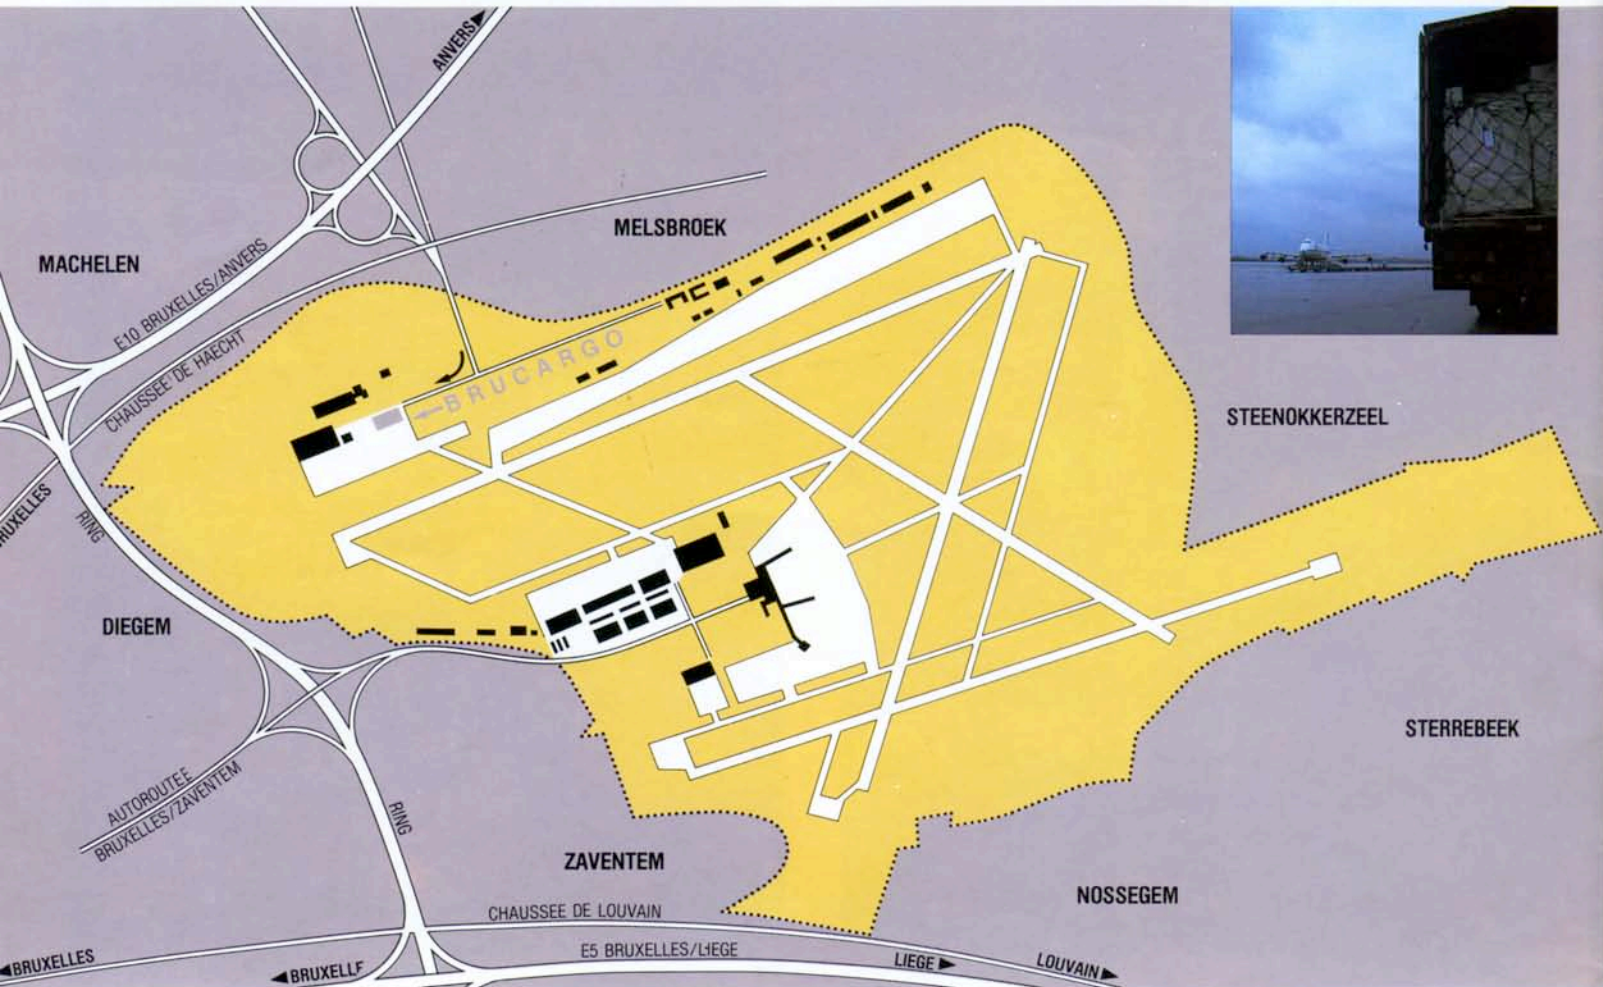 ANVERS
MELSBROEK
MACHELEN
E10 BRUXELLES/ANVERS
CHAUSSEE DE HAECHT
BRUCARGO
STEENOKKERZEEL
RING
DIEGEM
STERREBEEK
AUTOROUTEE
BRUXELLES/ZAVENTEM
RING
ZAVENTEM
NOSSEGEM
CHAUSSEE DE LOUVAIN
E5 BRUXELLES/LIEGE
BRUXELLES
BRUXELLE
LIEGE
LOUVAIN